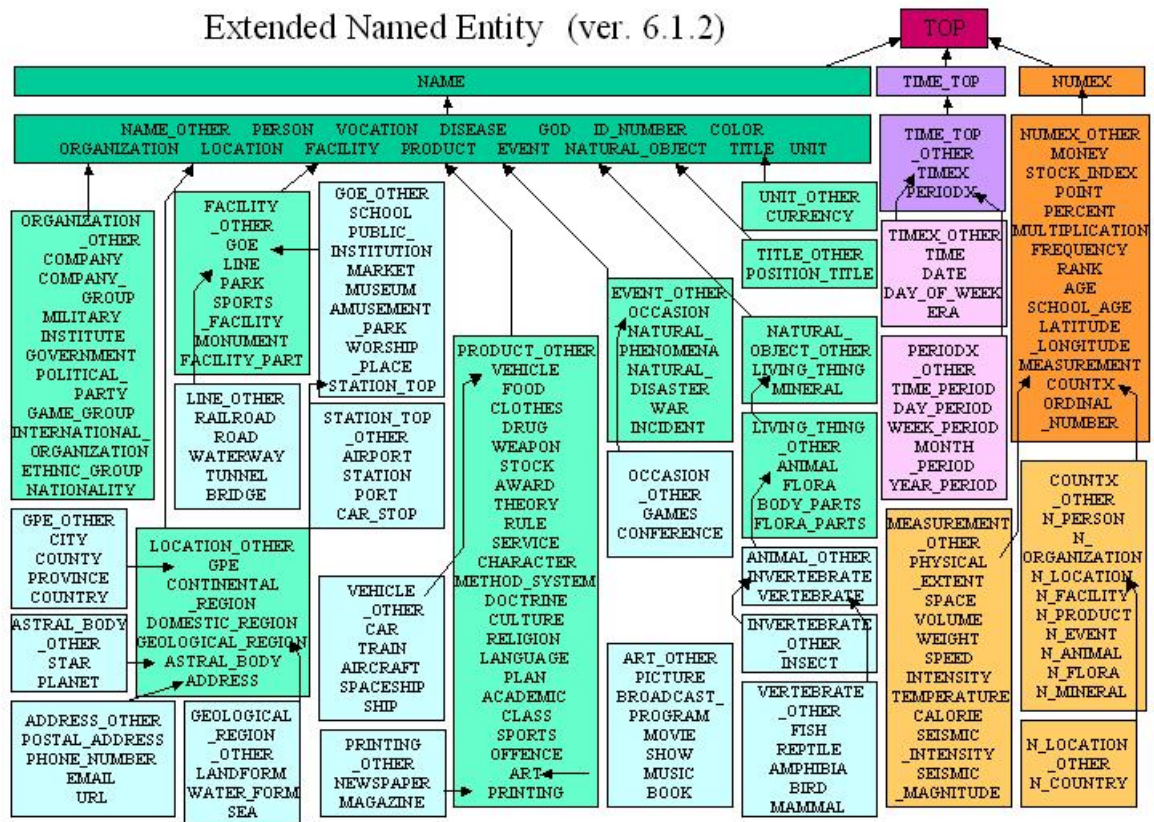 Extended Named Entity (ver. 6.1.2)
TOP
NAME
TIME_TOP
NUMEX
NAME_OTHER PERSON VOCATION DISEASE GOD ID_NUMBER COLOR
ORGANIZATION LOCATION FACILITY PRODUCT EVENT NATURAL_OBJECT TITLE UNIT
TIME_TOP
_OTHER
TIMEX
PERIODX
NUMEX_OTHER
MONEY
STOCK_INDEX
POINT
PERCENT
MULTIPLICATION
FREQUENCY
RANK
AGE
SCHOOL_AGE
LATITUDE
_LONGITUDE
MEASUREMENT
COUNTX
ORDINAL
_NUMBER
ORGANIZATION
_OTHER
COMPANY
COMPANY_
GROUP
MILITARY
INSTITUTE
GOVERNMENT
POLITICAL_
PARTY
GAME_GROUP
INTERNATIONAL_
ORGANIZATION
ETHNIC_GROUP
NATIONALITY
FACILITY
_OTHER
GOE
LINE
PARK
SPORTS
_FACILITY
MONUMENT
FACILITY_PART
GOE_OTHER
SCHOOL
PUBLIC_
INSTITUTION
MARKET
MUSEUM
AMUSEMENT
_PARK
WORSHIP
_PLACE
STATION_TOP
UNIT_OTHER
CURRENCY
TITLE_OTHER
POSITION_TITLE
TIMEX_OTHER
TIME
DATE
DAY_OF_WEEK
ERA
EVENT_OTHER
OCCASION
NATURAL_
PHENOMENA
NATURAL_
DISASTER
WAR
INCIDENT
NATURAL_
OBJECT_OTHER
LIVING_THING
MINERAL
PERIODX
_OTHER
TIME_PERIOD
DAY_PERIOD
WEEK_PERIOD
MONTH
_PERIOD
YEAR_PERIOD
PRODUCT_OTHER
VEHICLE
FOOD
CLOTHES
DRUG
WEAPON
STOCK
AWARD
THEORY
RULE
SERVICE
CHARACTER
METHOD_SYSTEM
DOCTRINE
CULTURE
RELIGION
LANGUAGE
PLAN
ACADEMIC
CLASS
SPORTS
OFFENCE
ART
PRINTING
LINE_OTHER
RAILROAD
ROAD
WATERWAY
TUNNEL
BRIDGE
STATION_TOP
_OTHER
AIRPORT
STATION
PORT
CAR_STOP
LIVING_THING
_OTHER
ANIMAL
FLORA
BODY_PARTS
FLORA_PARTS
OCCASION
_OTHER
GAMES
CONFERENCE
COUNTX
_OTHER
N_PERSON
N_
ORGANIZATION
N_LOCATION
N_FACILITY
N_PRODUCT
N_EVENT
N_ANIMAL
N_FLORA
N_MINERAL
GPE_OTHER
CITY
COUNTY
PROVINCE
COUNTRY
LOCATION_OTHER
GPE
CONTINENTAL
_REGION
DOMESTIC_REGION
GEOLOGICAL_REGION
ASTRAL_BODY
ADDRESS
MEASUREMENT
_OTHER
PHYSICAL
_EXTENT
SPACE
VOLUME
WEIGHT
SPEED
INTENSITY
TEMPERATURE
CALORIE
SEISMIC
_INTENSITY
SEISMIC
_MAGNITUDE
ANIMAL_OTHER
INVERTEBRATE
VERTEBRATE
VEHICLE
_OTHER
CAR
TRAIN
AIRCRAFT
SPACESHIP
SHIP
ASTRAL_BODY
_OTHER
STAR
PLANET
INVERTEBRATE
_OTHER
INSECT
ART_OTHER
PICTURE
BROADCAST_
PROGRAM
MOVIE
SHOW
MUSIC
BOOK
VERTEBRATE
_OTHER
FISH
REPTILE
AMPHIBIA
BIRD
MAMMAL
ADDRESS_OTHER
POSTAL_ADDRESS
PHONE_NUMBER
EMAIL
URL
GEOLOGICAL
_REGION
_OTHER
LANDFORM
WATER_FORM
SEA
PRINTING
_OTHER
NEWSPAPER
MAGAZINE
N_LOCATION
_OTHER
N_COUNTRY